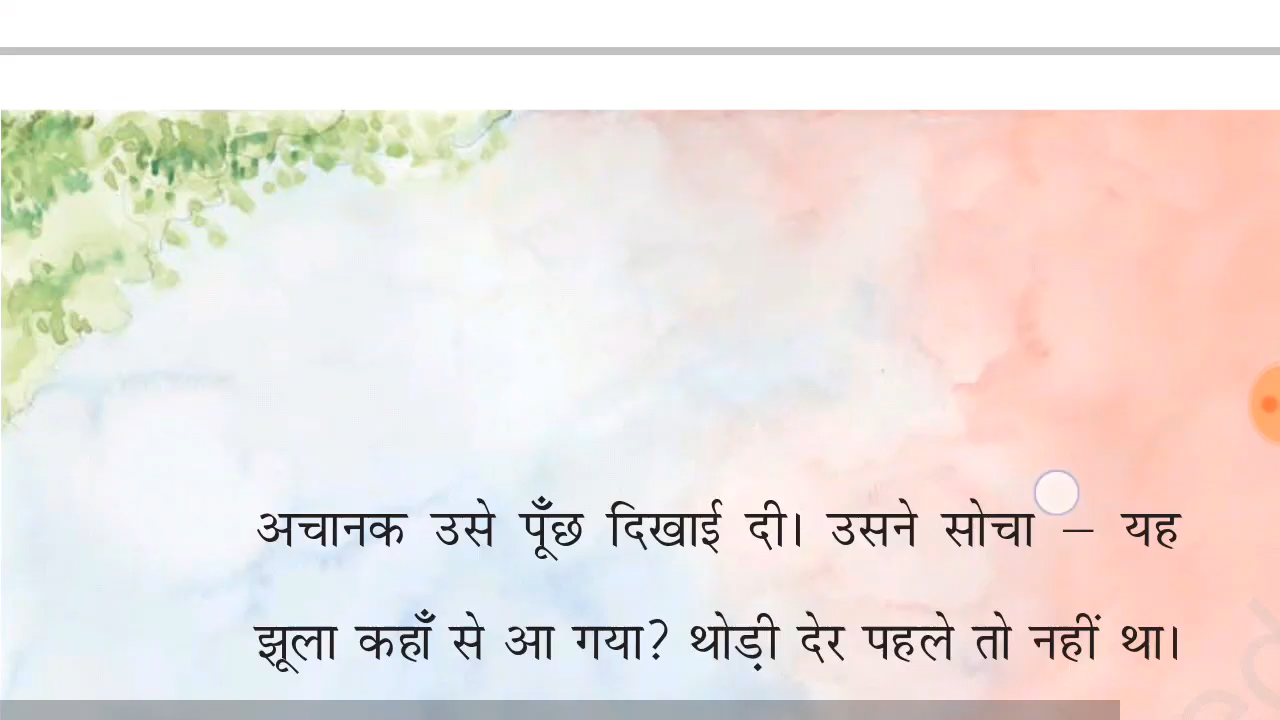 अचानक उसे पूँछ दिखाई दी। उसने सोचा – यह
झूला कहाँ से आ गया? थोड़ी देर पहले तो नहीं था।